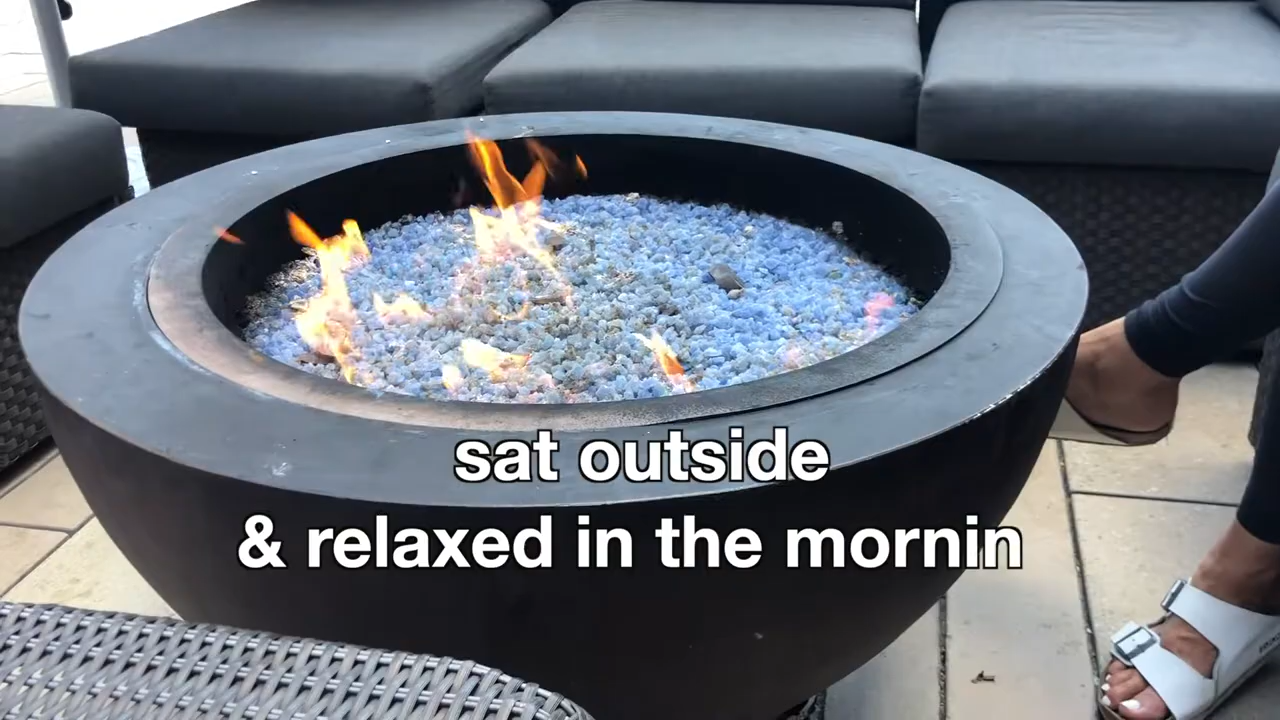 sat outside
& relaxed in the mornin